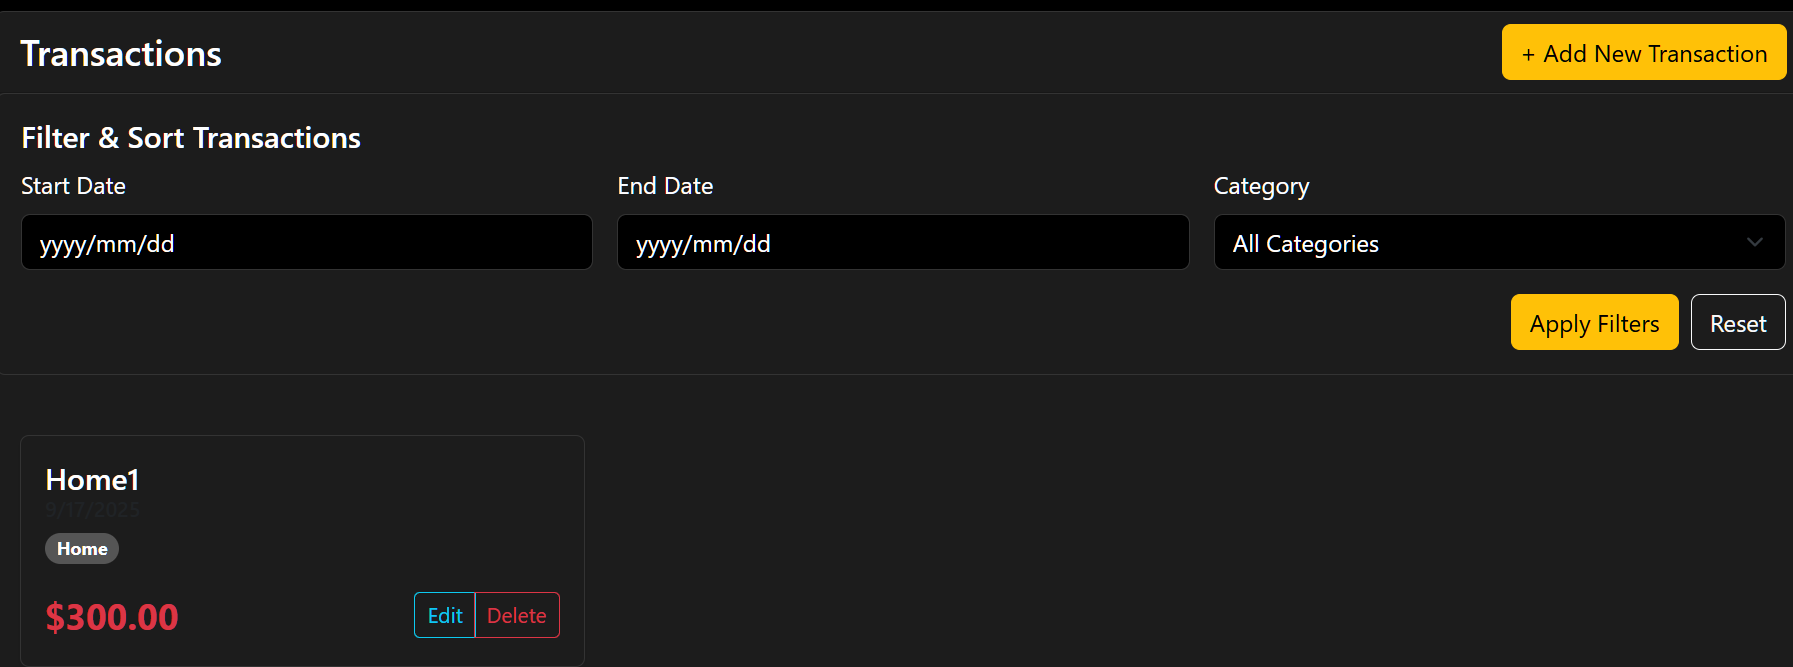 Transactions
+ Add New Transaction
Filter & Sort Transactions
Start Date
End Date
Category
yyyy/mm/dd
yyyy/mm/dd
All Categories
Apply Filters
Reset
Home1
9/17/2025
Home
$300.00
Edit
Delete